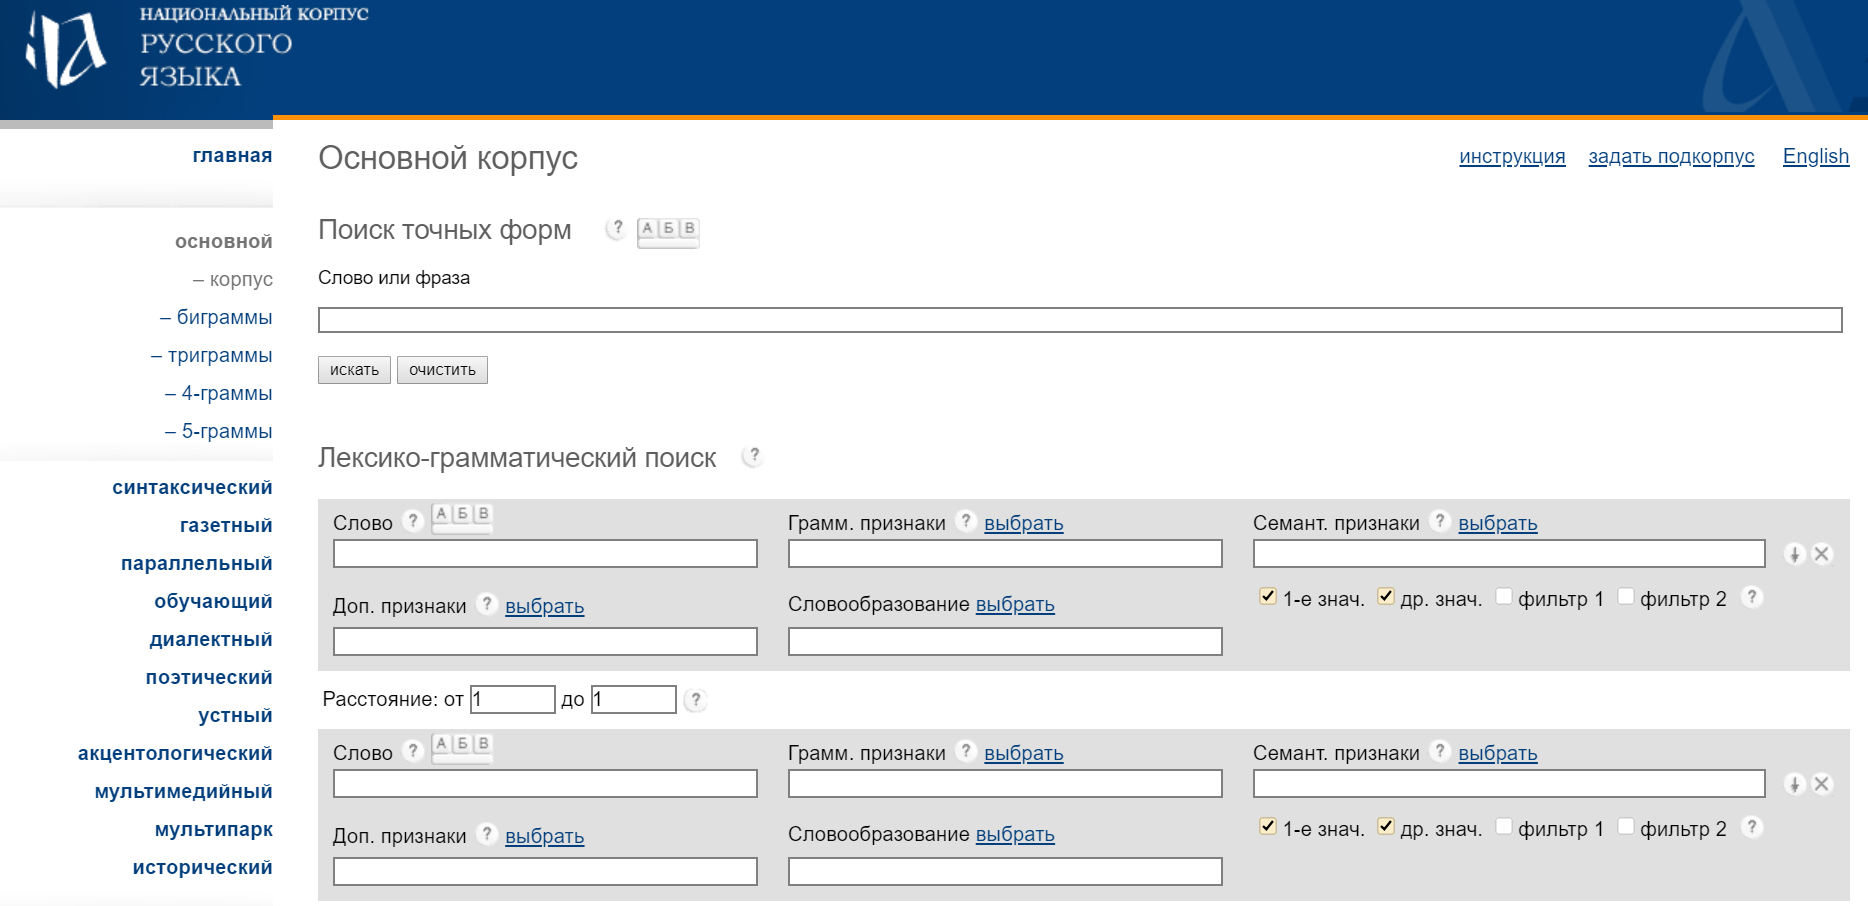 НАЦИОНАЛЬНЫЙ КОРПУС
РУССКОГО
ЯЗЫКА
главная
основной
– корпус
– биграммы
– триграммы
– 4-граммы
– 5-граммы
синтаксический
газетный
параллельный
обучающий
диалектный
поэтический
устный
акцентологический
мультимедийный
мультипарк
исторический
Основной корпус
инструкция задать подкорпус English
Поиск точных форм ? А Б В
Слово или фраза
искать очистить
Лексико-грамматический поиск ?
Слово ? А Б В Грамм. признаки ? выбрать Семант. признаки ? выбрать
Доп. признаки ? выбрать Словообразование выбрать 1-е знач. др. знач. фильтр 1 фильтр 2 ?
Расстояние: от 1 до 1 ?
Слово ? А Б В Грамм. признаки ? выбрать Семант. признаки ? выбрать
Доп. признаки ? выбрать Словообразование выбрать 1-е знач. др. знач. фильтр 1 фильтр 2 ?